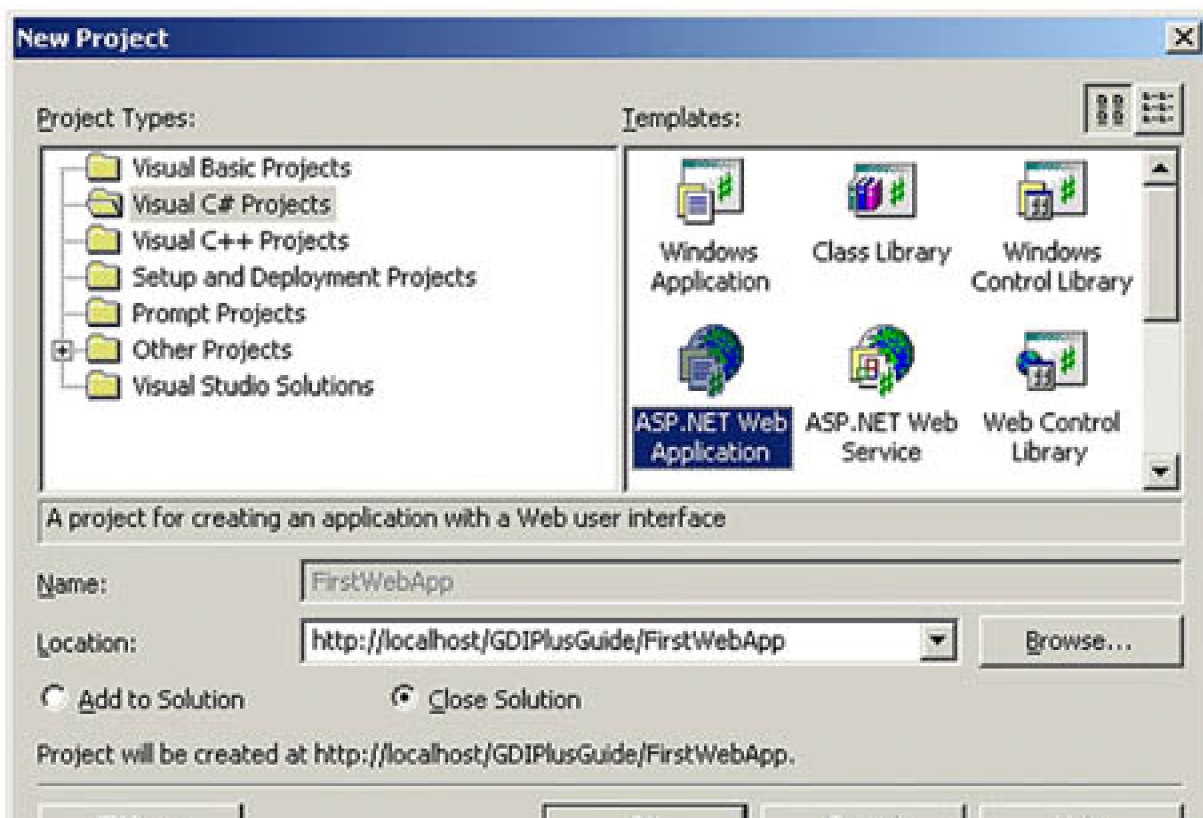 New Project
Project Types:
Templates:
Visual Basic Projects
Visual C# Projects
Visual C++ Projects
Setup and Deployment Projects
Prompt Projects
Other Projects
Visual Studio Solutions
Windows
Application
Class Library
Windows
Control Library
ASP.NET Web
Application
ASP.NET Web
Service
Web Control
Library
A project for creating an application with a Web user interface
Name:
FirstWebApp
Location:
http://localhost/GDIPlusGuide/FirstWebApp
Browse...
Add to Solution
Close Solution
Project will be created at http://localhost/GDIPlusGuide/FirstWebApp.